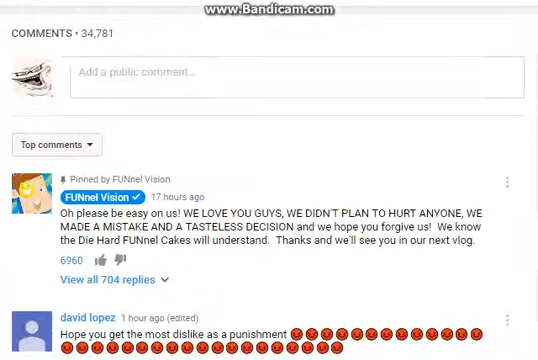 www.Bandicam.com
COMMENTS • 34,781
Add a public comment...
Top comments
Pinned by FUNnel Vision
FUNnel Vision 17 hours ago
Oh please be easy on us! WE LOVE YOU GUYS, WE DIDN'T PLAN TO HURT ANYONE, WE
MADE A MISTAKE AND A TASTELESS DECISION and we hope you forgive us! We know
the Die Hard FUNnel Cakes will understand. Thanks and we'll see you in our next vlog.
6960
View all 704 replies
david lopez 1 hour ago (edited)
Hope you get the most dislike as a punishment 😡😡😡😡😡😡😡😡😡😡😡😡😡
😡😡😡😡😡😡😡😡😡😡😡😡😡😡😡😡😡😡😡